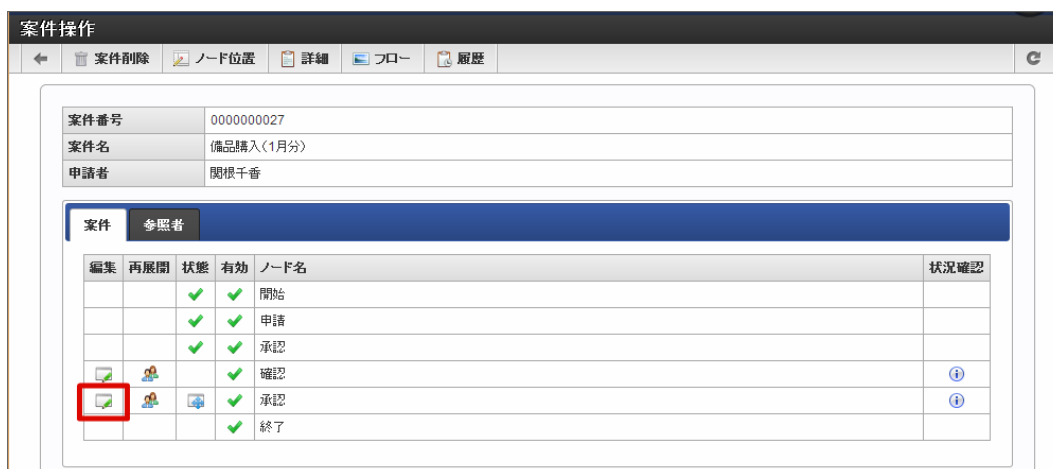 案件操作
案件削除 ノード位置 詳細 フロー 履歴
案件番号 0000000027
案件名 備品購入(1月分)
申請者 関根千香
案件 参照者
編集 再展開 状態 有効 ノード名 状況確認
開始
申請
承認
確認
承認
終了